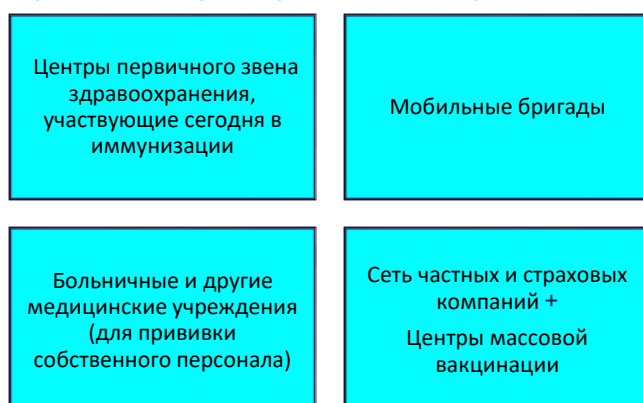 Центры первичного звена
здравоохранения,
участвующие сегодня в
иммунизации
Мобильные бригады
Больничные и другие
медицинские учреждения
(для прививки
собственного персонала)
Сеть частных и страховых
компаний +
Центры массовой
вакцинации